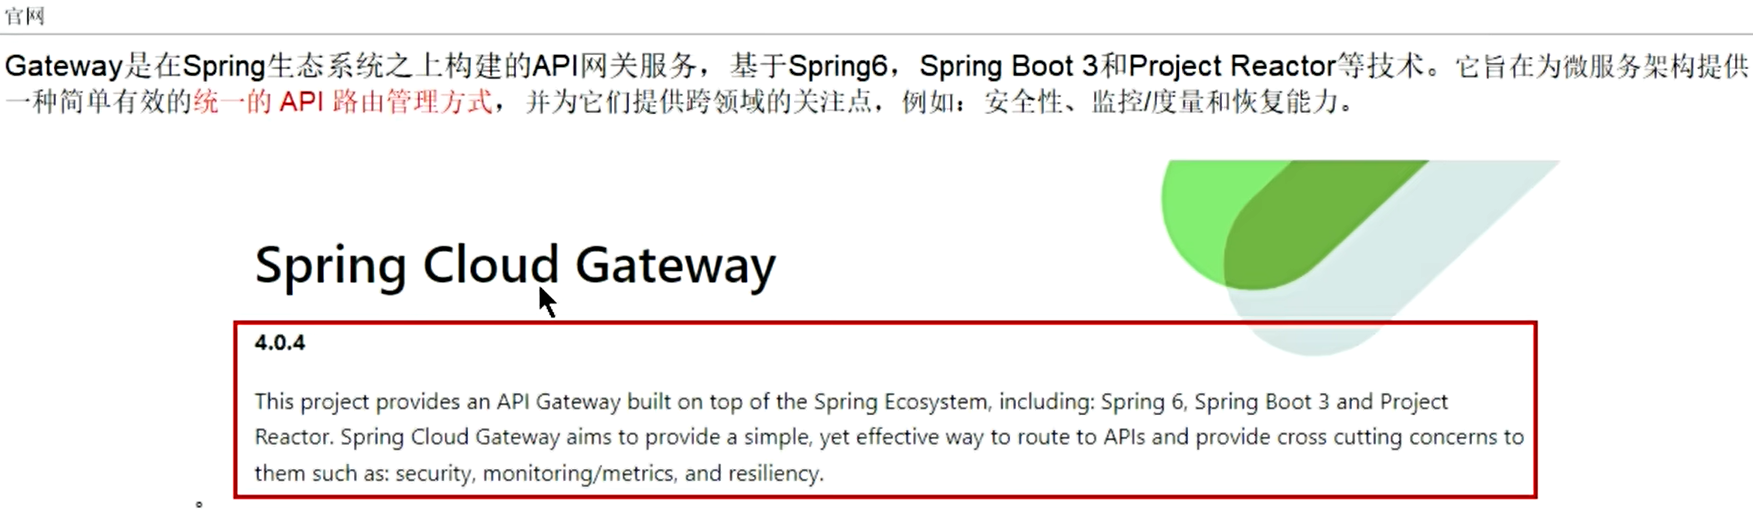 官网
Gateway是在Spring生态系统之上构建的API网关服务，基于Spring6，Spring Boot 3和Project Reactor等技术。它旨在为微服务架构提供
一种简单有效的统一的 API 路由管理方式，并为它们提供跨领域的关注点，例如：安全性、监控/度量和恢复能力。
Spring Cloud Gateway
4.0.4
This project provides an API Gateway built on top of the Spring Ecosystem, including: Spring 6, Spring Boot 3 and Project
Reactor. Spring Cloud Gateway aims to provide a simple, yet effective way to route to APIs and provide cross cutting concerns to
them such as: security, monitoring/metrics, and resiliency.
。